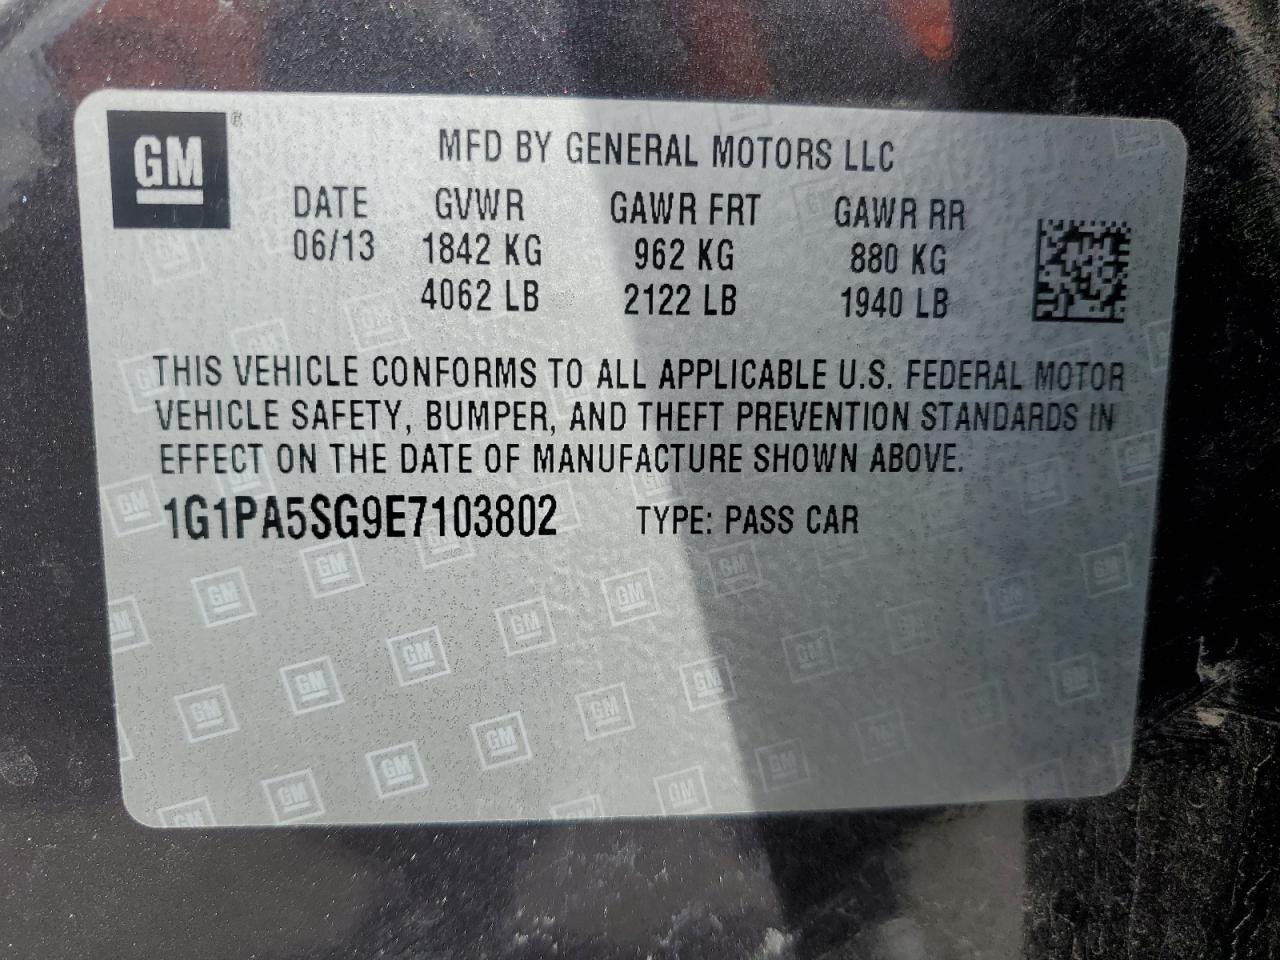 GM®
MFD BY GENERAL MOTORS LLC
DATE GVWR GAWR FRT GAWR RR
06/13 1842 KG 962 KG 880 KG
4062 LB 2122 LB 1940 LB
THIS VEHICLE CONFORMS TO ALL APPLICABLE U.S. FEDERAL MOTOR
VEHICLE SAFETY, BUMPER, AND THEFT PREVENTION STANDARDS IN
EFFECT ON THE DATE OF MANUFACTURE SHOWN ABOVE.
1G1PA5SG9E7103802 TYPE: PASS CAR